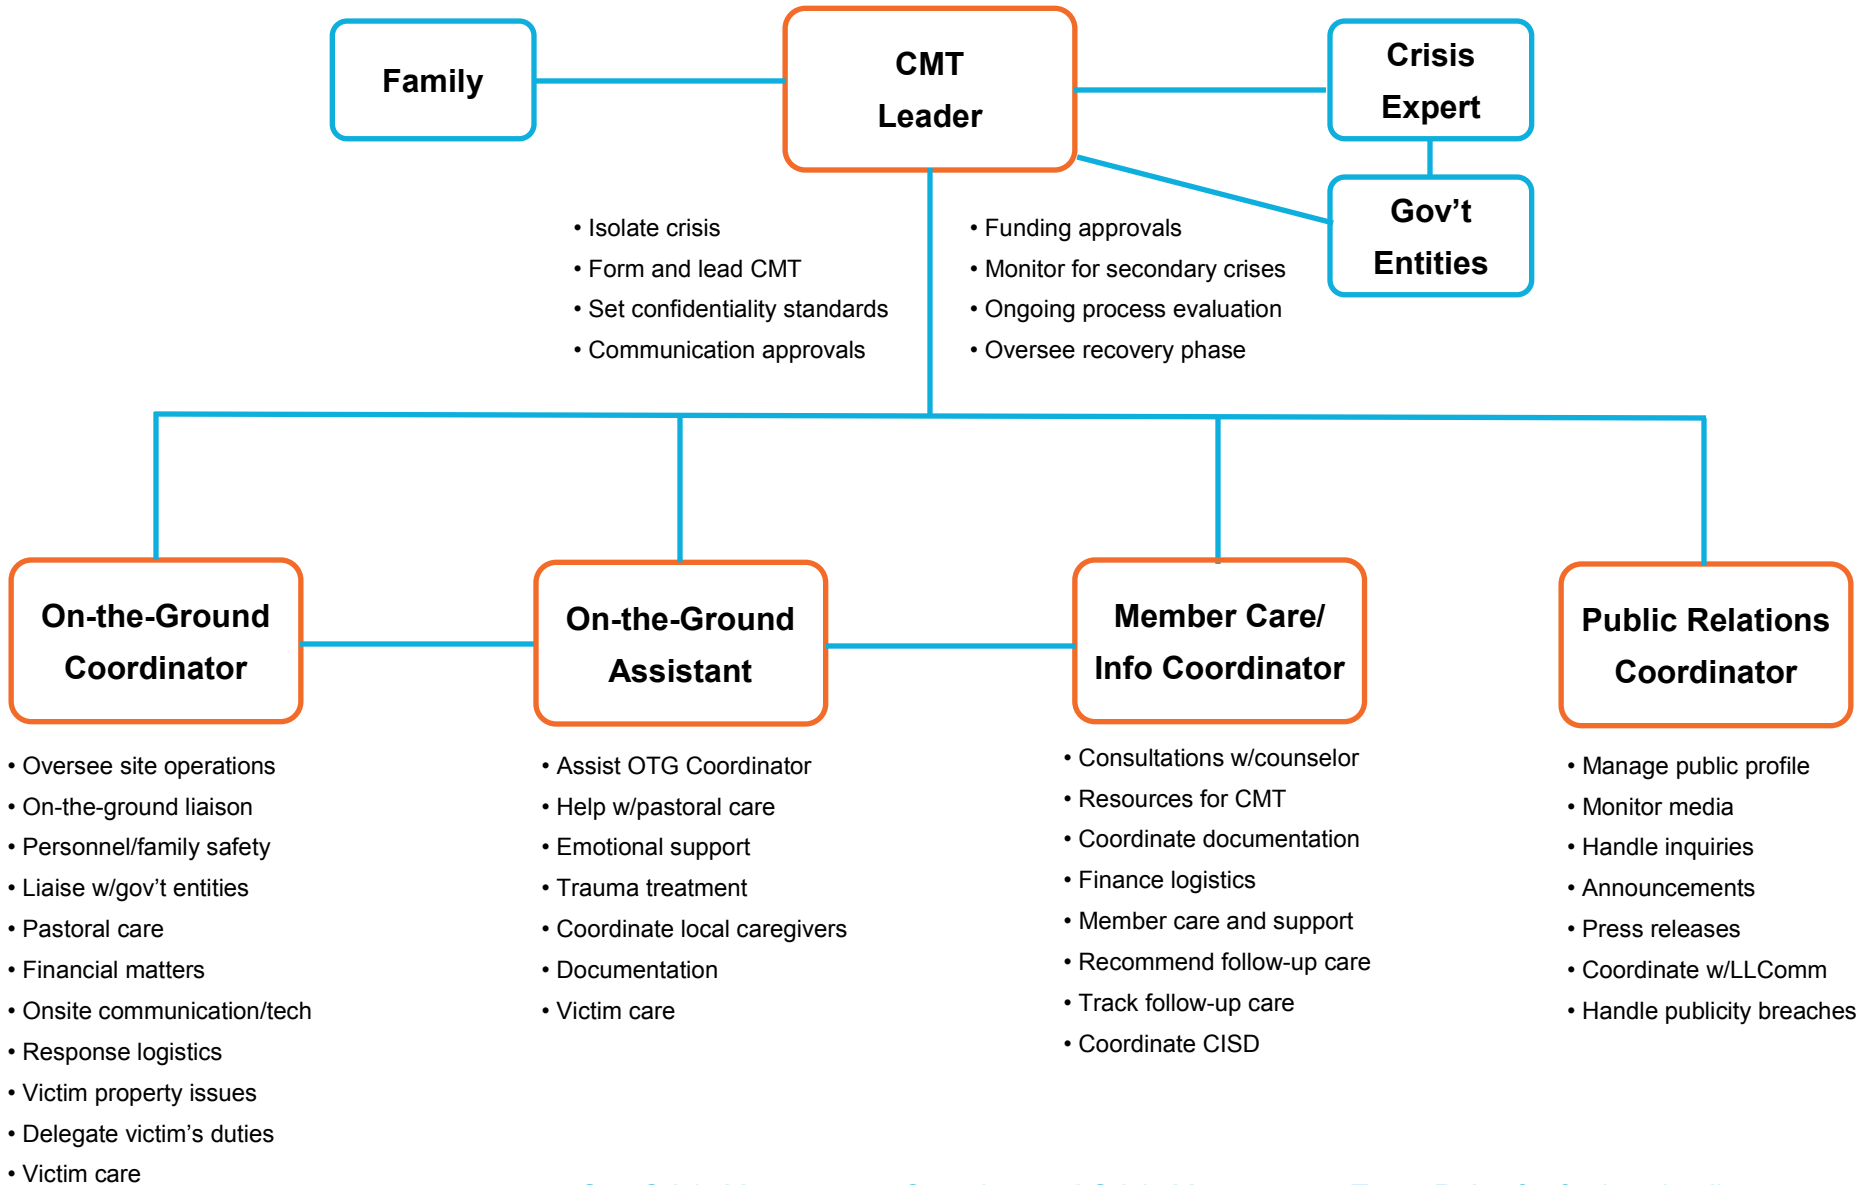 Family
CMT
Leader
Crisis
Expert
Gov't
Entities
• Isolate crisis
• Form and lead CMT
• Set confidentiality standards
• Communication approvals
• Funding approvals
• Monitor for secondary crises
• Ongoing process evaluation
• Oversee recovery phase
On-the-Ground
Coordinator
On-the-Ground
Assistant
Member Care/
Info Coordinator
Public Relations
Coordinator
• Oversee site operations
• On-the-ground liaison
• Personnel/family safety
• Liaise w/gov’t entities
• Pastoral care
• Financial matters
• Onsite communication/tech
• Response logistics
• Victim property issues
• Delegate victim’s duties
• Victim care
• Assist OTG Coordinator
• Help w/pastoral care
• Emotional support
• Trauma treatment
• Coordinate local caregivers
• Documentation
• Victim care
• Consultations w/counselor
• Resources for CMT
• Coordinate documentation
• Finance logistics
• Member care and support
• Recommend follow-up care
• Track follow-up care
• Coordinate CISD
• Manage public profile
• Monitor media
• Handle inquiries
• Announcements
• Press releases
• Coordinate w/LLComm
• Handle publicity breaches